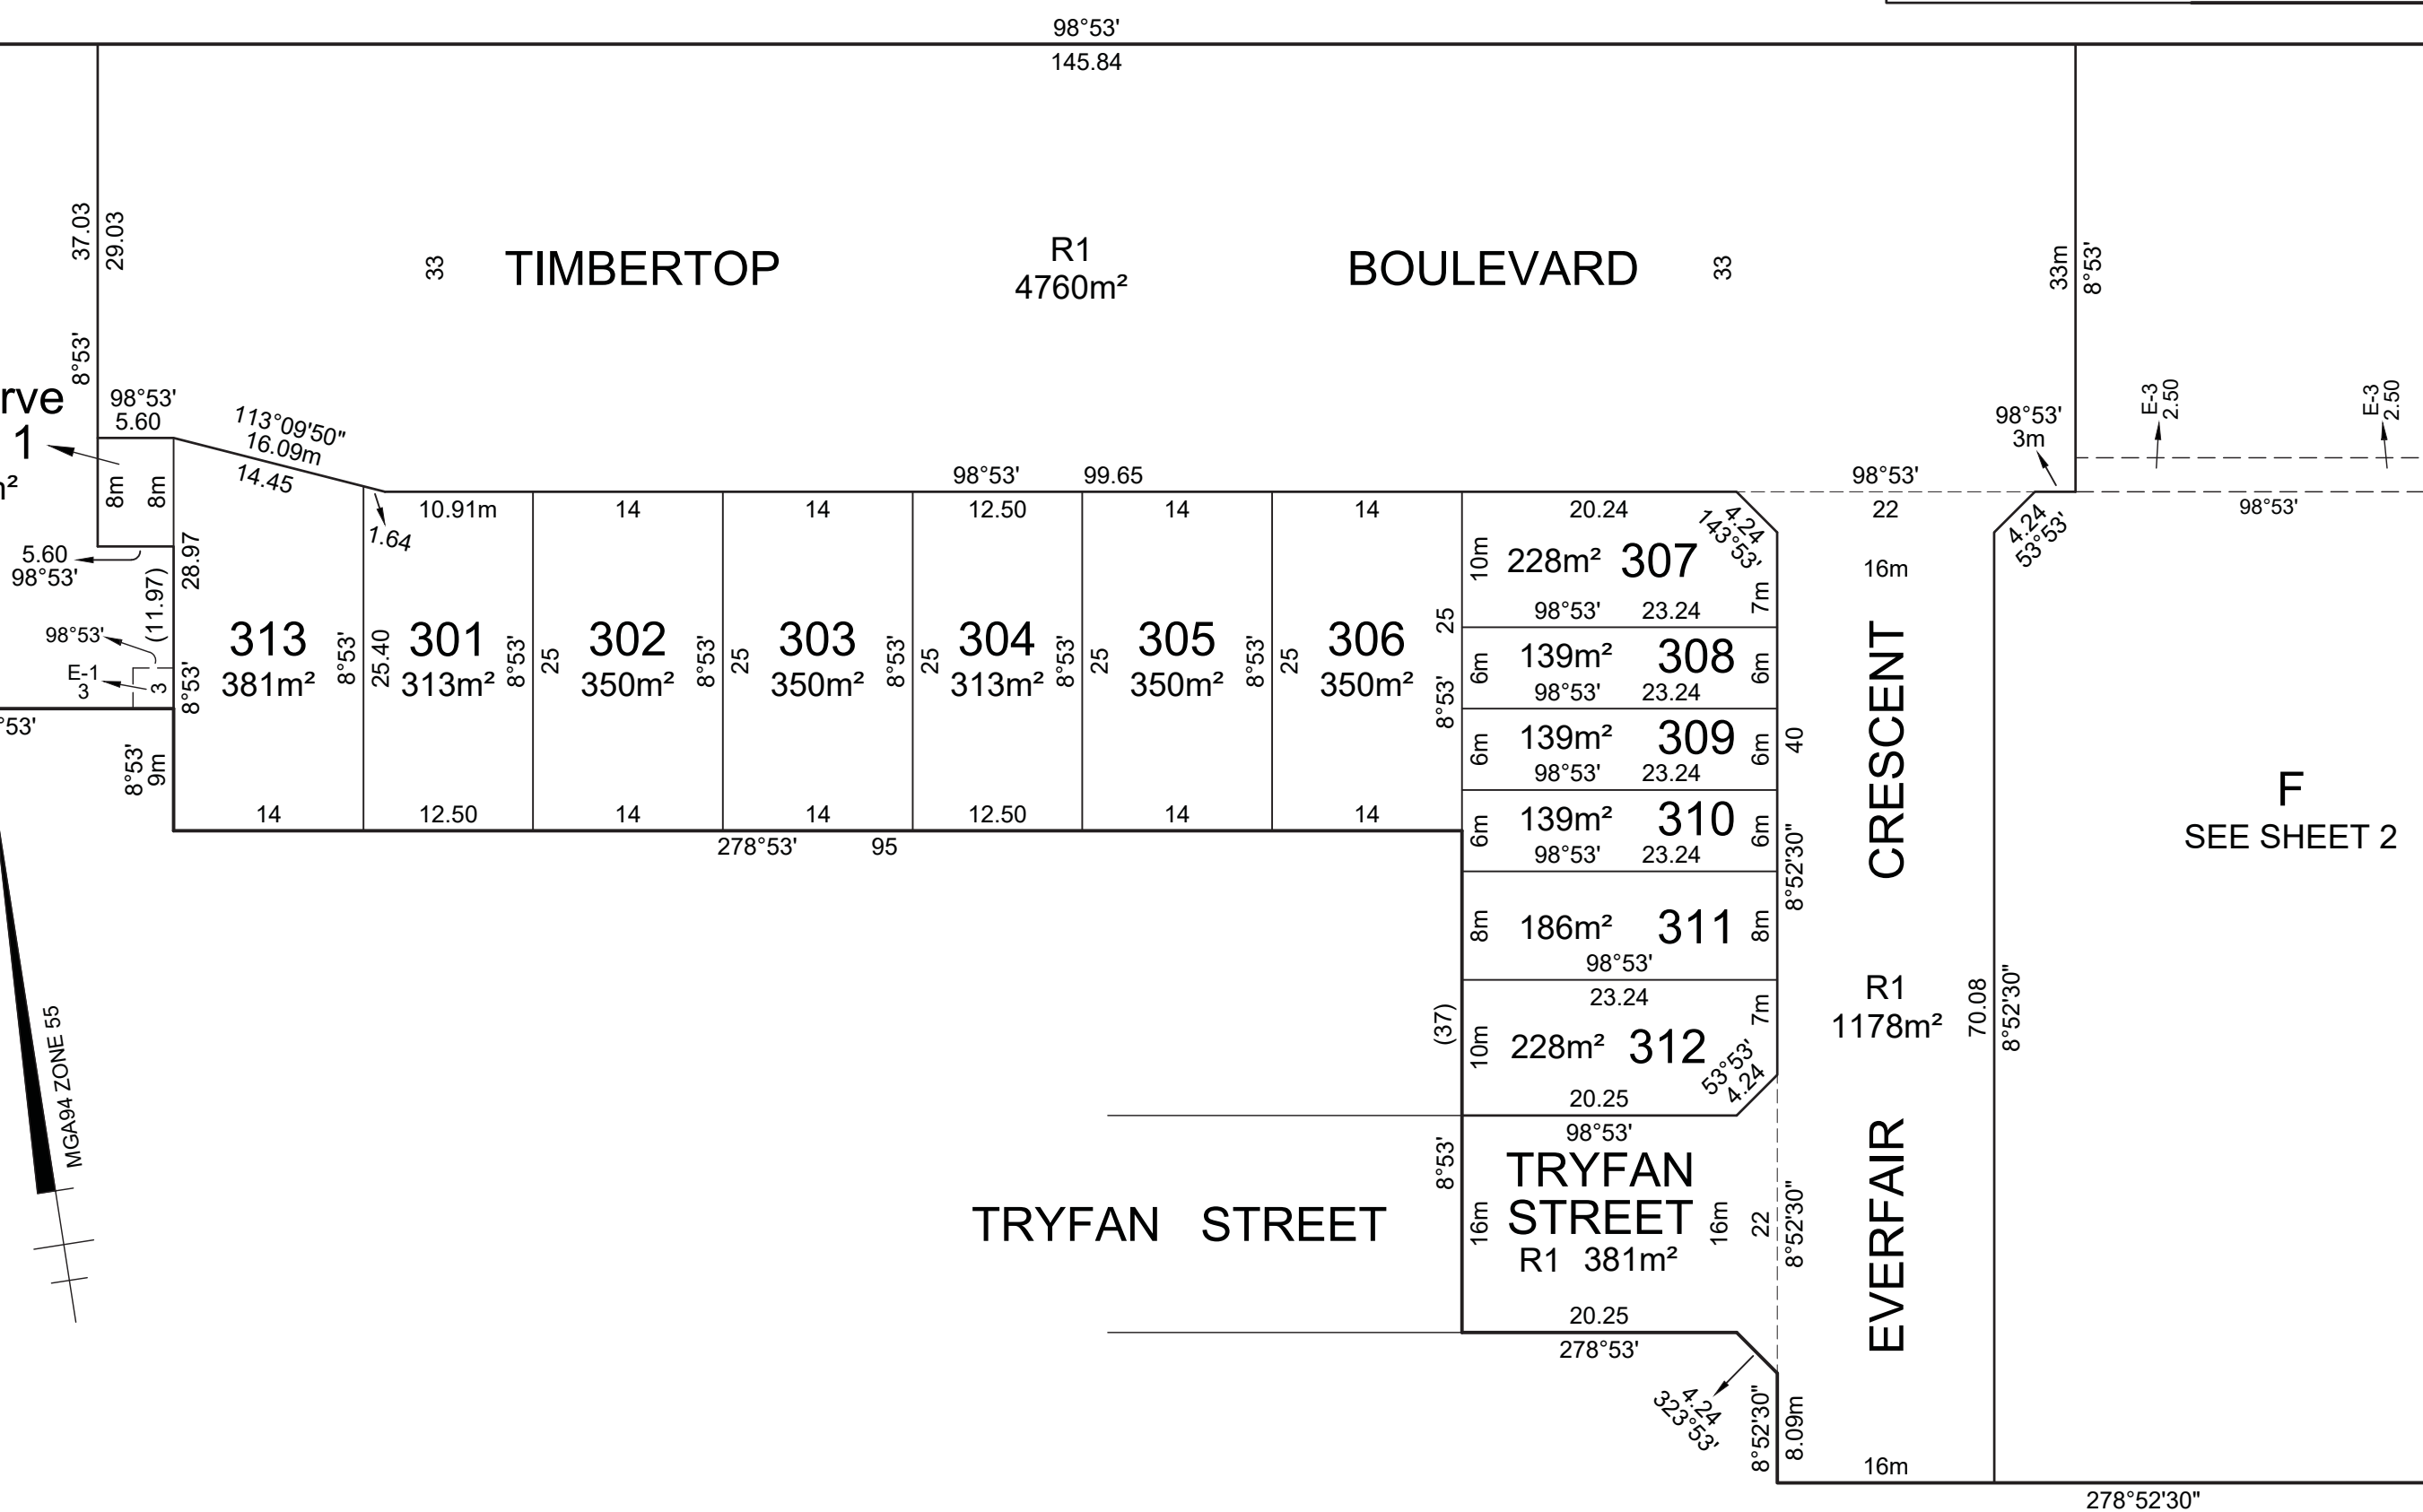 98°53'
145.84
37.03
29.03
8°53'
33
TIMBERTOP
R1
4760m²
BOULEVARD
33
33m
8°53'
rve
1
98°53'
5.60
8m
8m
113°09'50"
16.09m
14.45
1.64
98°53'
99.65
98°53'
22
98°53'
3m
E-3
2.50
E-3
2.50
98°53'
5.60
98°53'
28.97
(11.97)
98°53'
E-1
3
3
8°53'
8°53'
9m
10.91m
14
14
12.50
14
14
20.24
4.24
143°53'
4.24
53°53'
16m
313
381m²
8°53'
25.40
301
313m²
8°53'
25
302
350m²
8°53'
25
303
350m²
8°53'
25
304
313m²
8°53'
25
305
350m²
8°53'
25
306
350m²
25
8°53'
14
12.50
14
14
12.50
14
14
278°53'
95
10m
228m²
307
98°53'
23.24
7m
6m
139m²
308
98°53'
23.24
6m
6m
139m²
309
98°53'
23.24
6m
40
6m
139m²
310
98°53'
23.24
6m
8°52'30"
8m
186m²
311
8m
98°53'
23.24
(37)
10m
228m²
312
7m
53°53'
4.24
20.25
98°53'
EVERFAIR CRESCENT
R1
1178m²
70.08
8°52'30"
F
SEE SHEET 2
MGA94 ZONE 55
TRYFAN STREET
8°53'
16m
TRYFAN
STREET
R1 381m²
16m
22
8°52'30"
20.25
278°53'
4.24
323°53'
8°52'30"
8.09m
16m
278°52'30"